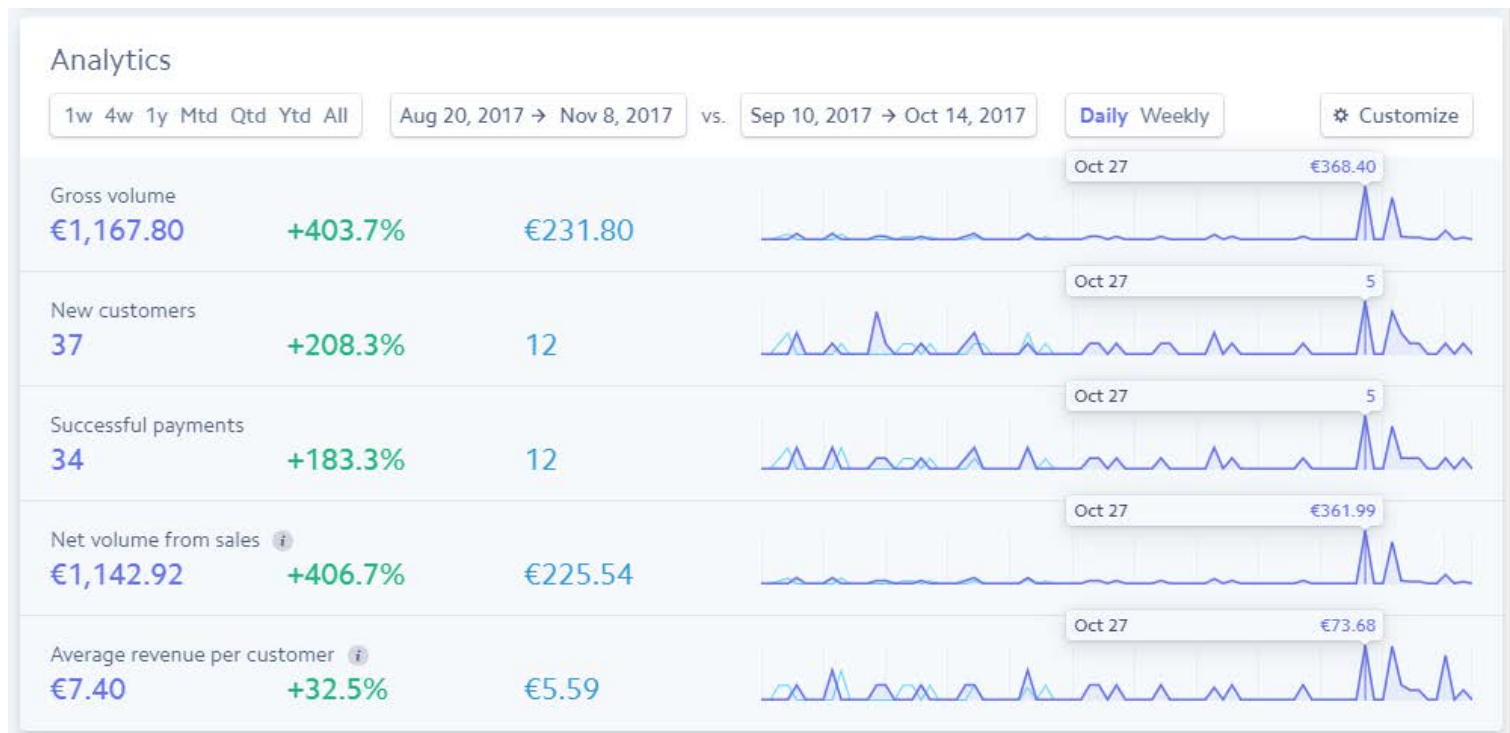 Analytics
1w 4w 1y Mtd Qtd Ytd All Aug 20, 2017 → Nov 8, 2017 vs. Sep 10, 2017 → Oct 14, 2017 Daily Weekly Customize
Oct 27 €368.40
Gross volume
€1,167.80 +403.7% €231.80
Oct 27 5
New customers
37 +208.3% 12
Oct 27 5
Successful payments
34 +183.3% 12
Oct 27 €361.99
Net volume from sales i
€1,142.92 +406.7% €225.54
Oct 27 €73.68
Average revenue per customer i
€7.40 +32.5% €5.59